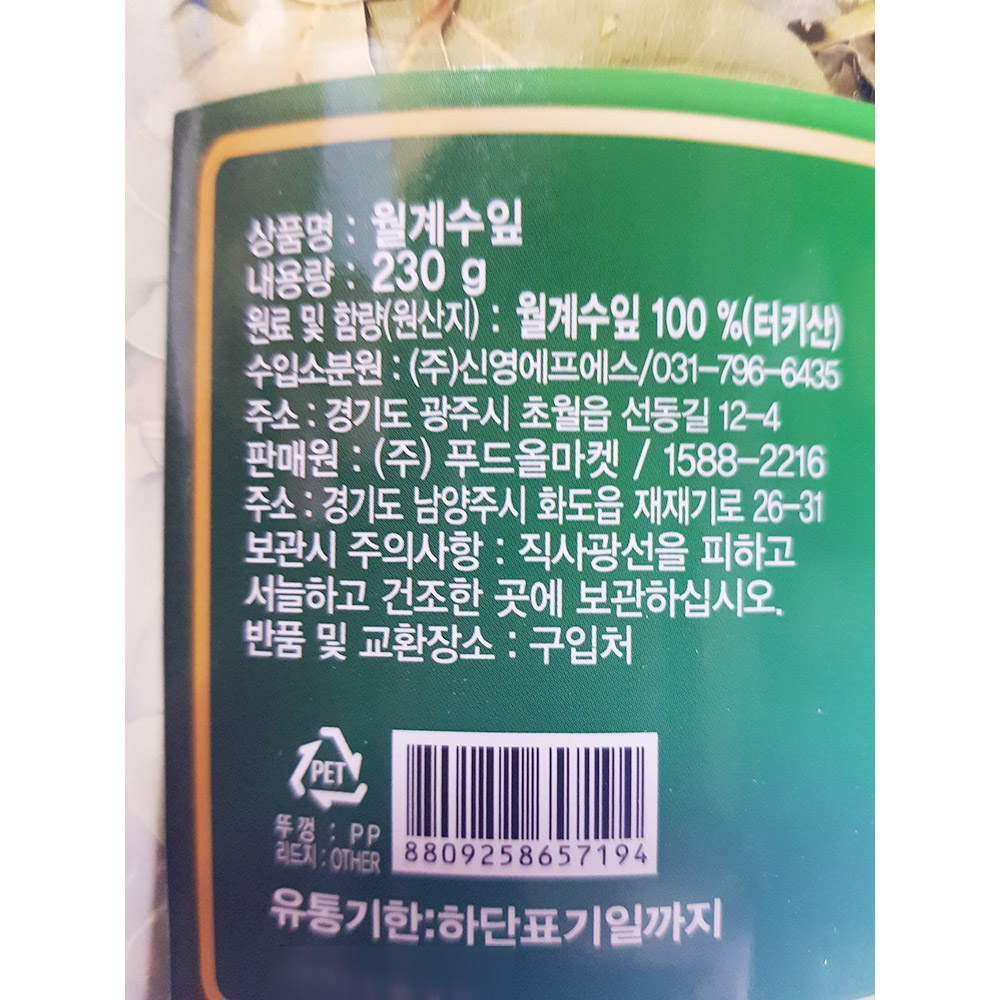 상품명 : 월계수잎
내용량 : 230 g
원료 및 함량(원산지) : 월계수잎 100 %(터키산)
수입소분원 : (주)신영에프에스/031-796-6435
주소 : 경기도 광주시 초월읍 선동길 12-4
판매원 : (주) 푸드올마켓 / 1588-2216
주소 : 경기도 남양주시 화도읍 재재기로 26-31
보관시 주의사항 : 직사광선을 피하고
서늘하고 건조한 곳에 보관하십시오.
반품 및 교환장소 : 구입처
PET
뚜껑 : PP
리드지 : OTHER
8809258657194
유통기한:하단표기일까지